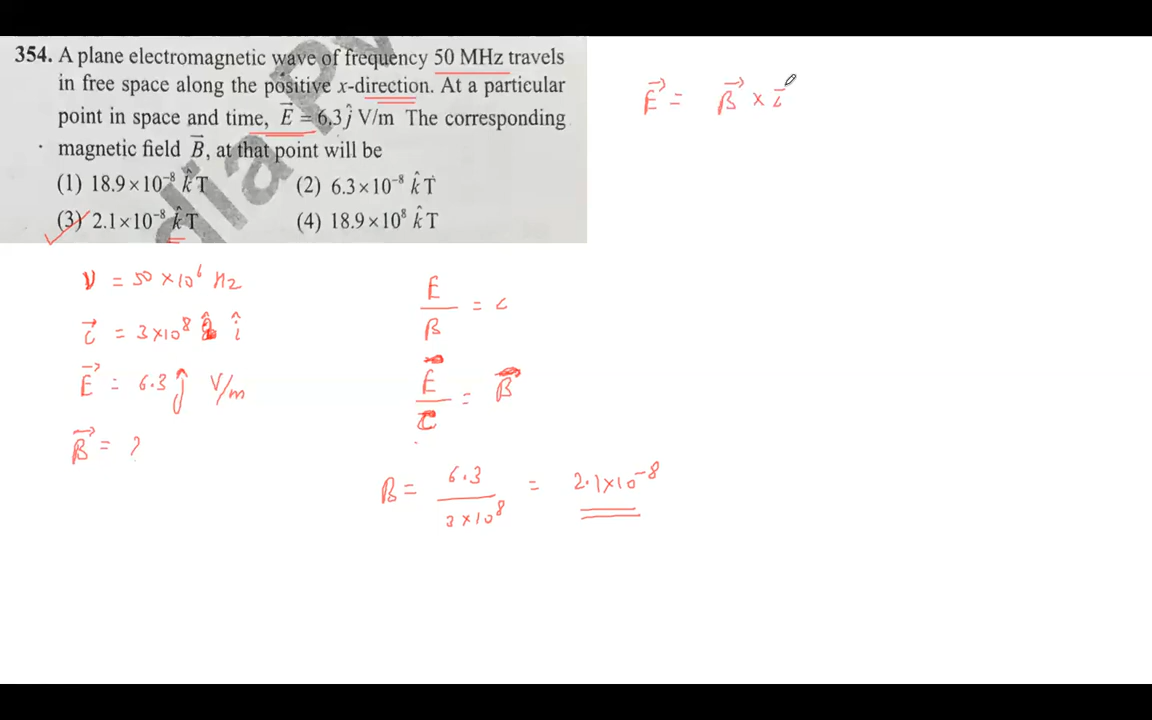 354. A plane electromagnetic wave of frequency 50 MHz travels
in free space along the positive x-direction. At a particular
point in space and time, E⃗ = 6.3 ĵ V/m The corresponding
magnetic field B⃗, at that point will be
(1) 18.9×10⁻⁸ k̂ T (2) 6.3×10⁻⁸ k̂ T
(3) 2.1×10⁻⁸ k̂ T (4) 18.9×10⁸ k̂ T
dia Pv
E⃗ = B⃗ × c⃗
ν = 50 ×10⁶ Hz
c⃗ = 3×10⁸ î
E⃗ = 6.3 ĵ V/m
B⃗ = ?
E/B = c
E/C = B⃗
B = 6.3/3×10⁸ = 2.1×10⁻⁸